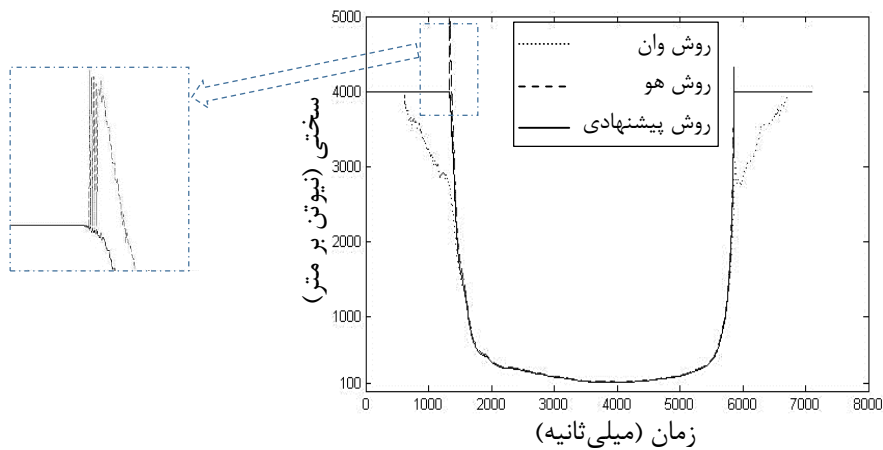 5000
4000
3000
2000
1000
100
سختی (نیوتن بر متر)
روش وان
روش هو
روش پیشنهادی
0 1000 2000 3000 4000 5000 6000 7000 8000
زمان (میلی‌ثانیه)